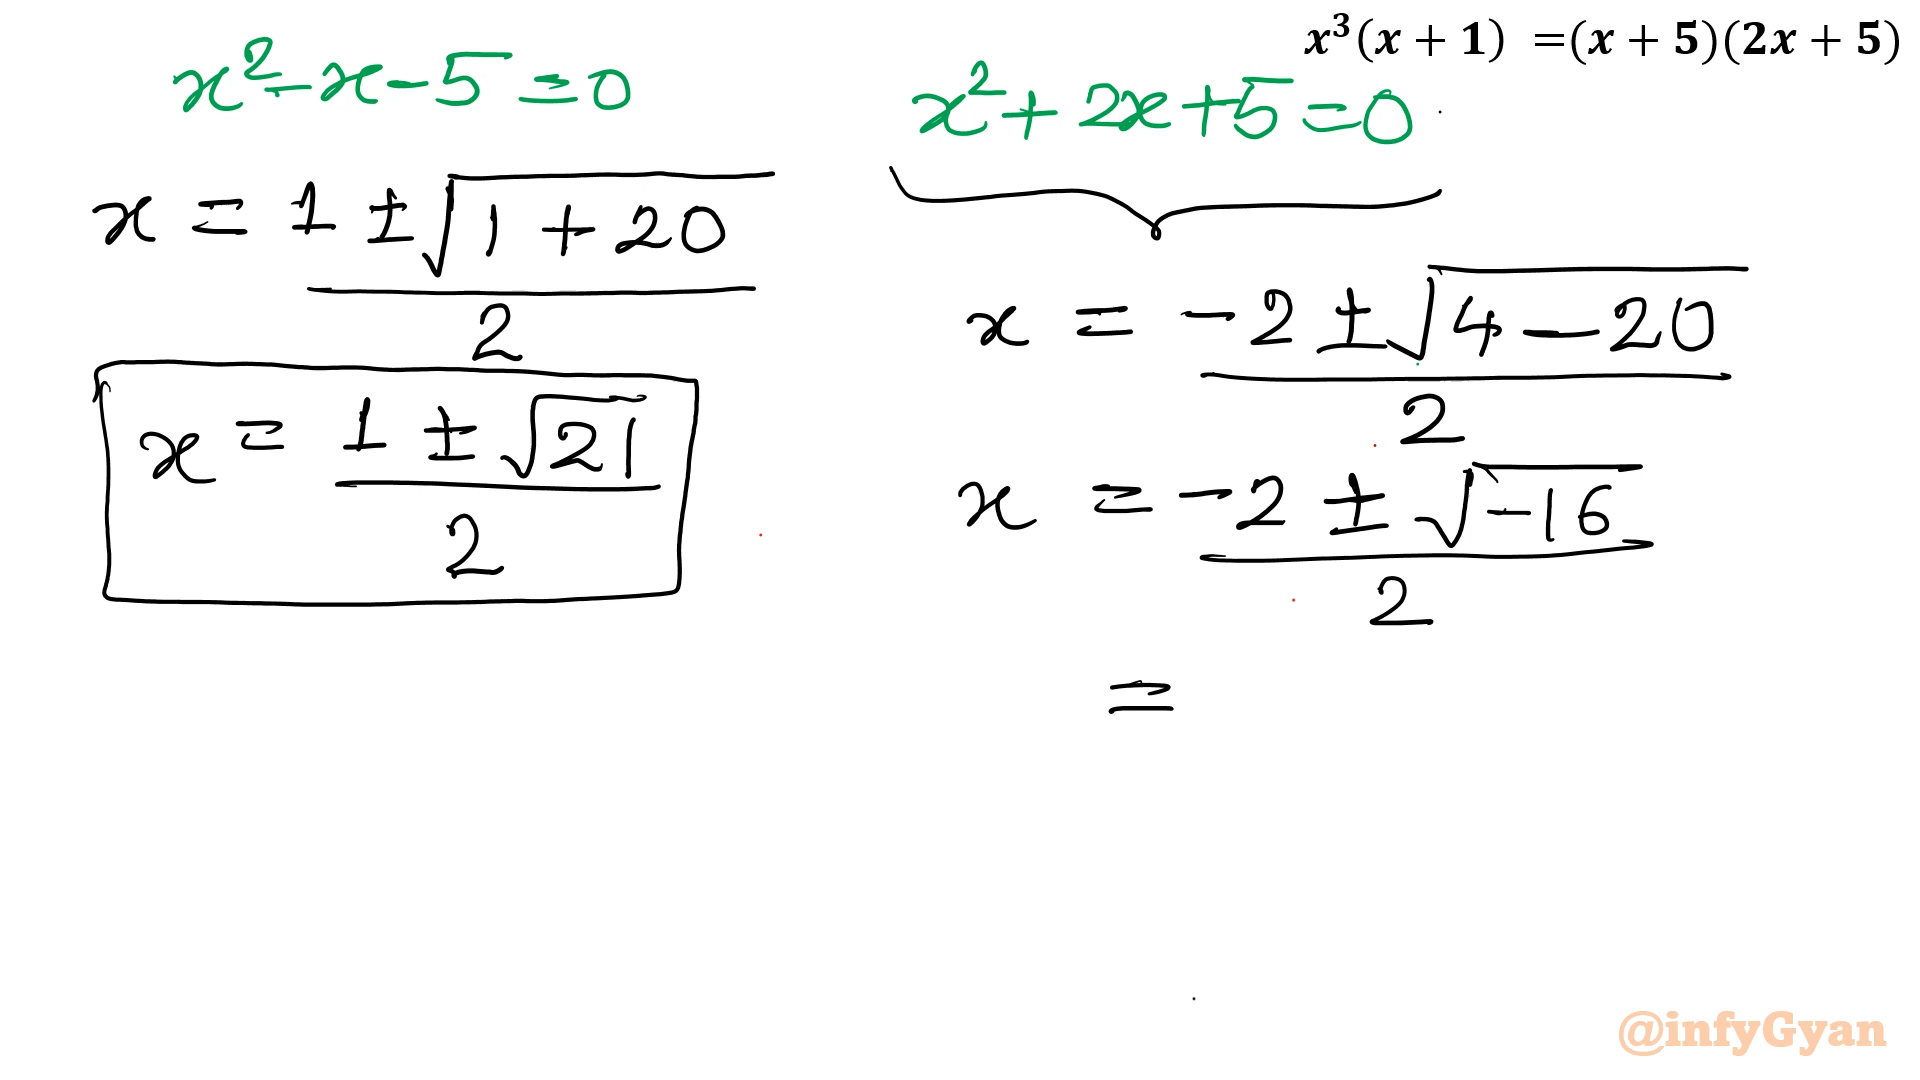 x³(x + 1) =(x + 5)(2x + 5)
x² - x - 5 = 0
x = 1 ± √(1 + 20)
2
x = 1 ± √21
2
x² + 2x + 5 = 0
x = -2 ± √(4 - 20)
2
x = -2 ± √-16
2
=
@infyGyan